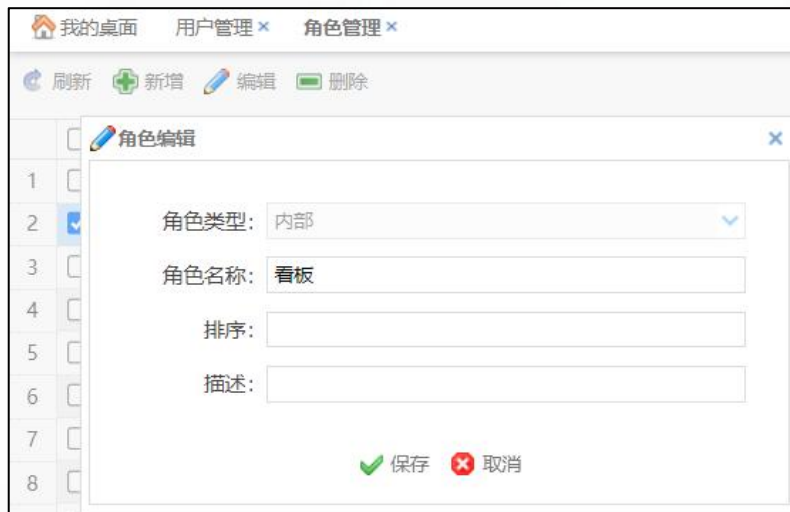 我的桌面 用户管理 × 角色管理 ×
刷新 新增 编辑 删除
角色编辑 ×
1
2
角色类型： 内部
3
角色名称： 看板
4
排序：
5
描述：
6
7
保存 取消
8